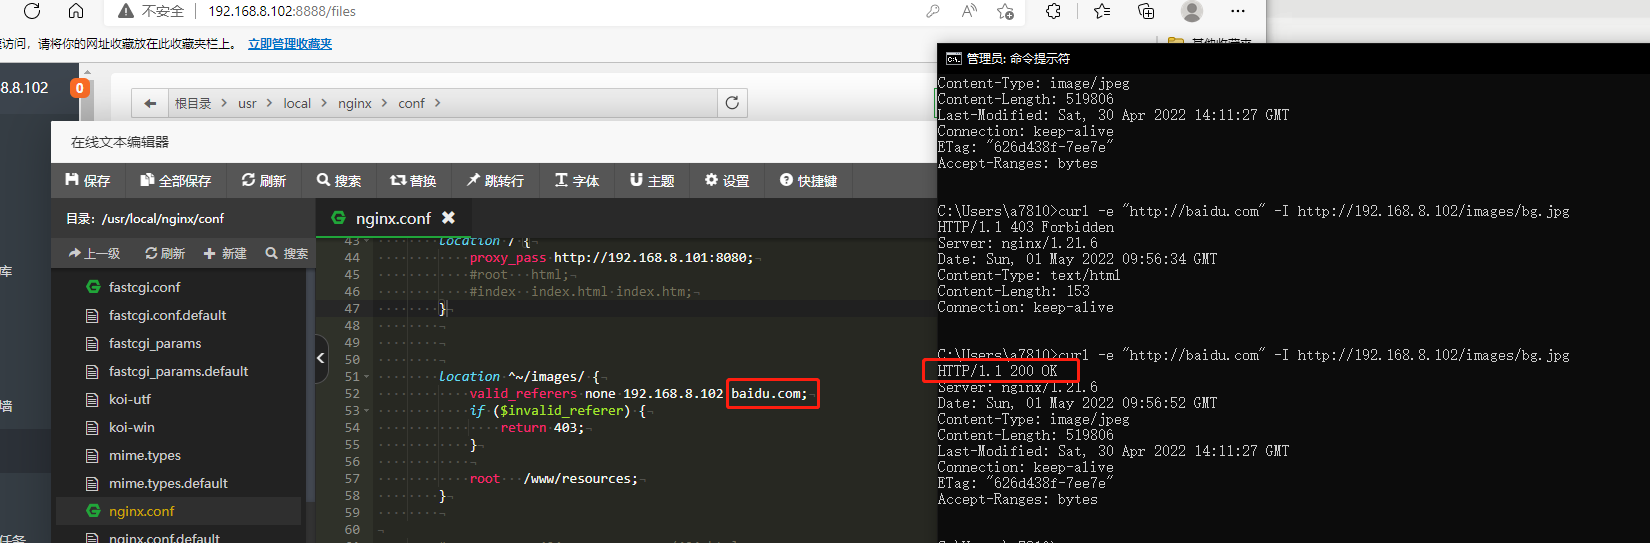 不安全 192.168.8.102:8888/files
访问，请将你的网址收藏放在此收藏夹栏上。 立即管理收藏夹
8.8.102 0
根目录 > usr > local > nginx > conf >
在线文本编辑器
保存 全部保存 刷新 搜索 替换 跳转行 字体 主题 设置 快捷键
目录: /usr/local/nginx/conf
nginx.conf
上一级 刷新 新建 搜索
fastcgi.conf
fastcgi.conf.default
fastcgi_params
fastcgi_params.default
koi-utf
koi-win
mime.types
mime.types.default
nginx.conf
nginx.conf.default
库
墙
任务
43 location / {
44 proxy_pass http://192.168.8.101:8080;
45 #root html;
46 #index index.html index.htm;
47 }
48
49
50
51 location ^~/images/ {
52 valid_referers none 192.168.8.102 baidu.com;
53 if ($invalid_referer) {
54 return 403;
55 }
56
57 root /www/resources;
58 }
59
60
管理员: 命令提示符
Content-Type: image/jpeg
Content-Length: 519806
Last-Modified: Sat, 30 Apr 2022 14:11:27 GMT
Connection: keep-alive
ETag: "626d438f-7ee7e"
Accept-Ranges: bytes
C:\Users\a7810>curl -e "http://baidu.com" -I http://192.168.8.102/images/bg.jpg
HTTP/1.1 403 Forbidden
Server: nginx/1.21.6
Date: Sun, 01 May 2022 09:56:34 GMT
Content-Type: text/html
Content-Length: 153
Connection: keep-alive
C:\Users\a7810>curl -e "http://baidu.com" -I http://192.168.8.102/images/bg.jpg
HTTP/1.1 200 OK
Server: nginx/1.21.6
Date: Sun, 01 May 2022 09:56:52 GMT
Content-Type: image/jpeg
Content-Length: 519806
Last-Modified: Sat, 30 Apr 2022 14:11:27 GMT
Connection: keep-alive
ETag: "626d438f-7ee7e"
Accept-Ranges: bytes